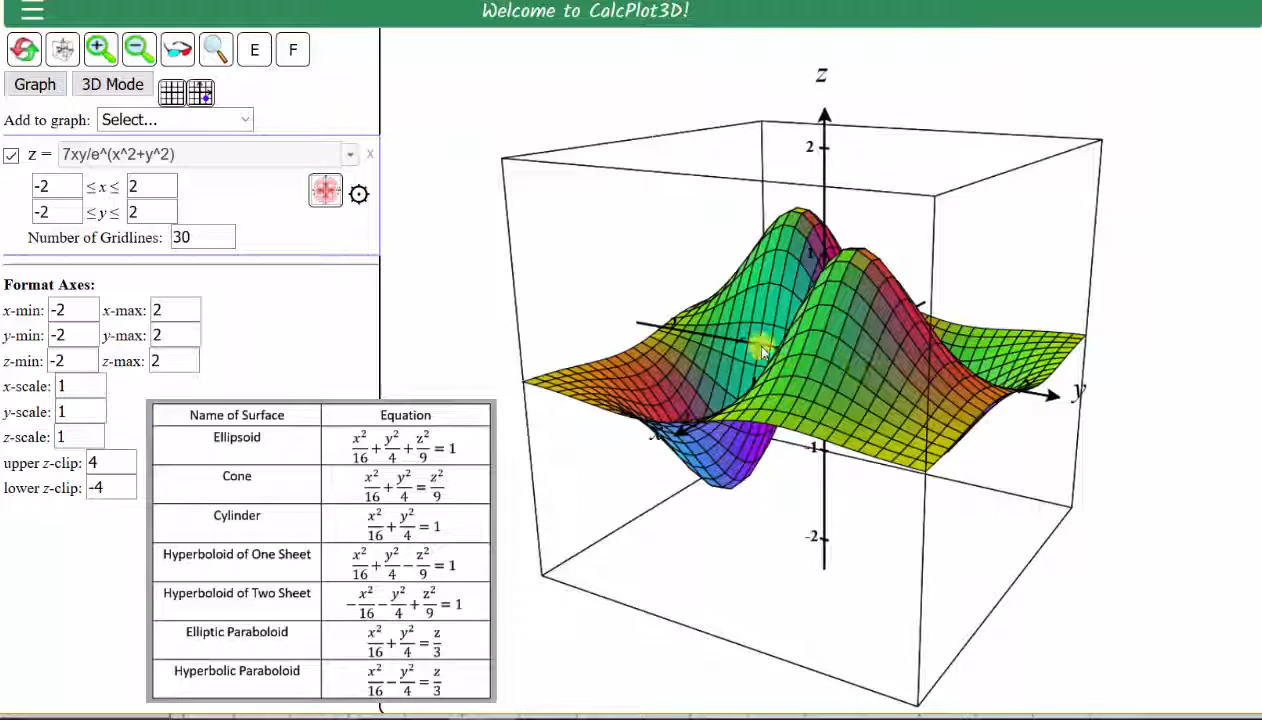 Welcome to CalcPlot3D!
E F
Graph 3D Mode
Add to graph: Select...
z = 7xy/e^(x^2+y^2) x
-2 ≤ x ≤ 2
-2 ≤ y ≤ 2
Number of Gridlines: 30
Format Axes:
x-min: -2 x-max: 2
y-min: -2 y-max: 2
z-min: -2 z-max: 2
x-scale: 1
y-scale: 1
z-scale: 1
upper z-clip: 4
lower z-clip: -4
Name of Surface Equation
Ellipsoid x²/16 + y²/4 + z²/9 = 1
Cone x²/16 + y²/4 = z²/9
Cylinder x²/16 + y²/4 = 1
Hyperboloid of One Sheet x²/16 + y²/4 − z²/9 = 1
Hyperboloid of Two Sheet −x²/16 − y²/4 + z²/9 = 1
Elliptic Paraboloid x²/16 + y²/4 = z/3
Hyperbolic Paraboloid x²/16 − y²/4 = z/3
z
2
1
y
x
-1
-2